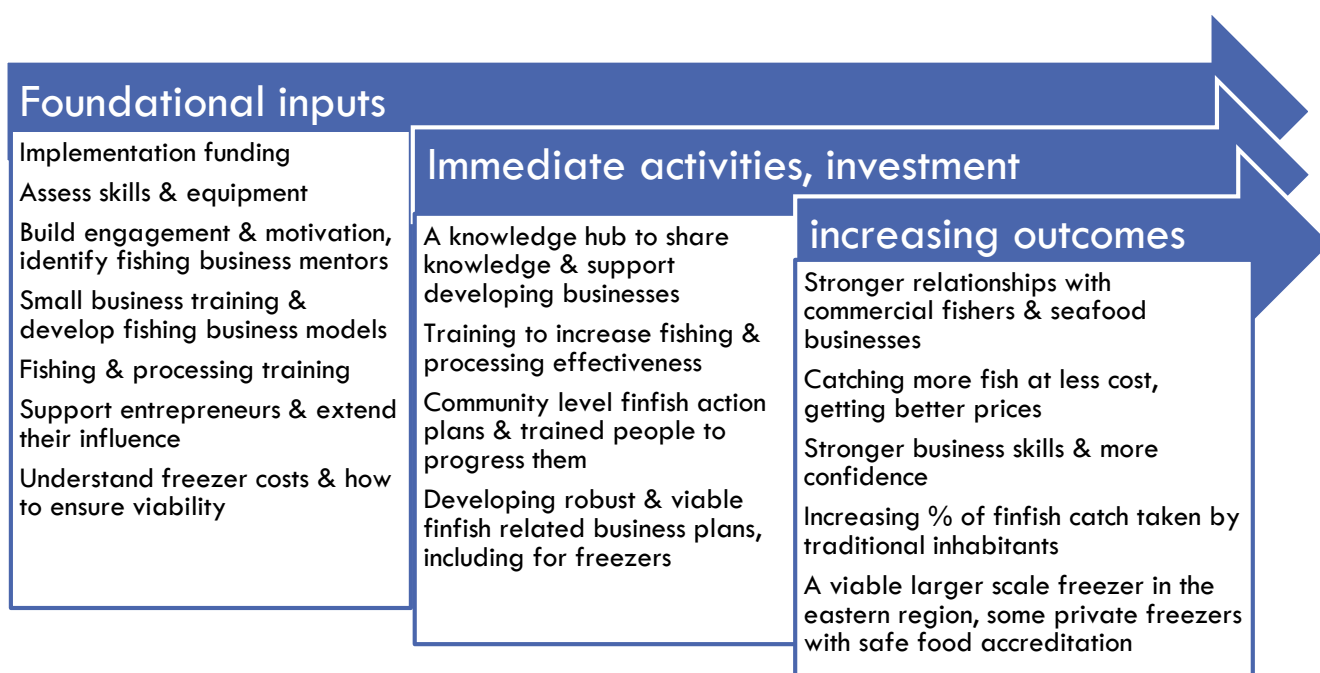 Foundational inputs
Implementation funding
Assess skills & equipment
Build engagement & motivation,
identify fishing business mentors
Small business training &
develop fishing business models
Fishing & processing training
Support entrepreneurs & extend
their influence
Understand freezer costs & how
to ensure viability
Immediate activities, investment
A knowledge hub to share
knowledge & support
developing businesses
Training to increase fishing &
processing effectiveness
Community level finfish action
plans & trained people to
progress them
Developing robust & viable
finfish related business plans,
including for freezers
increasing outcomes
Stronger relationships with
commercial fishers & seafood
businesses
Catching more fish at less cost,
getting better prices
Stronger business skills & more
confidence
Increasing % of finfish catch taken by
traditional inhabitants
A viable larger scale freezer in the
eastern region, some private freezers
with safe food accreditation